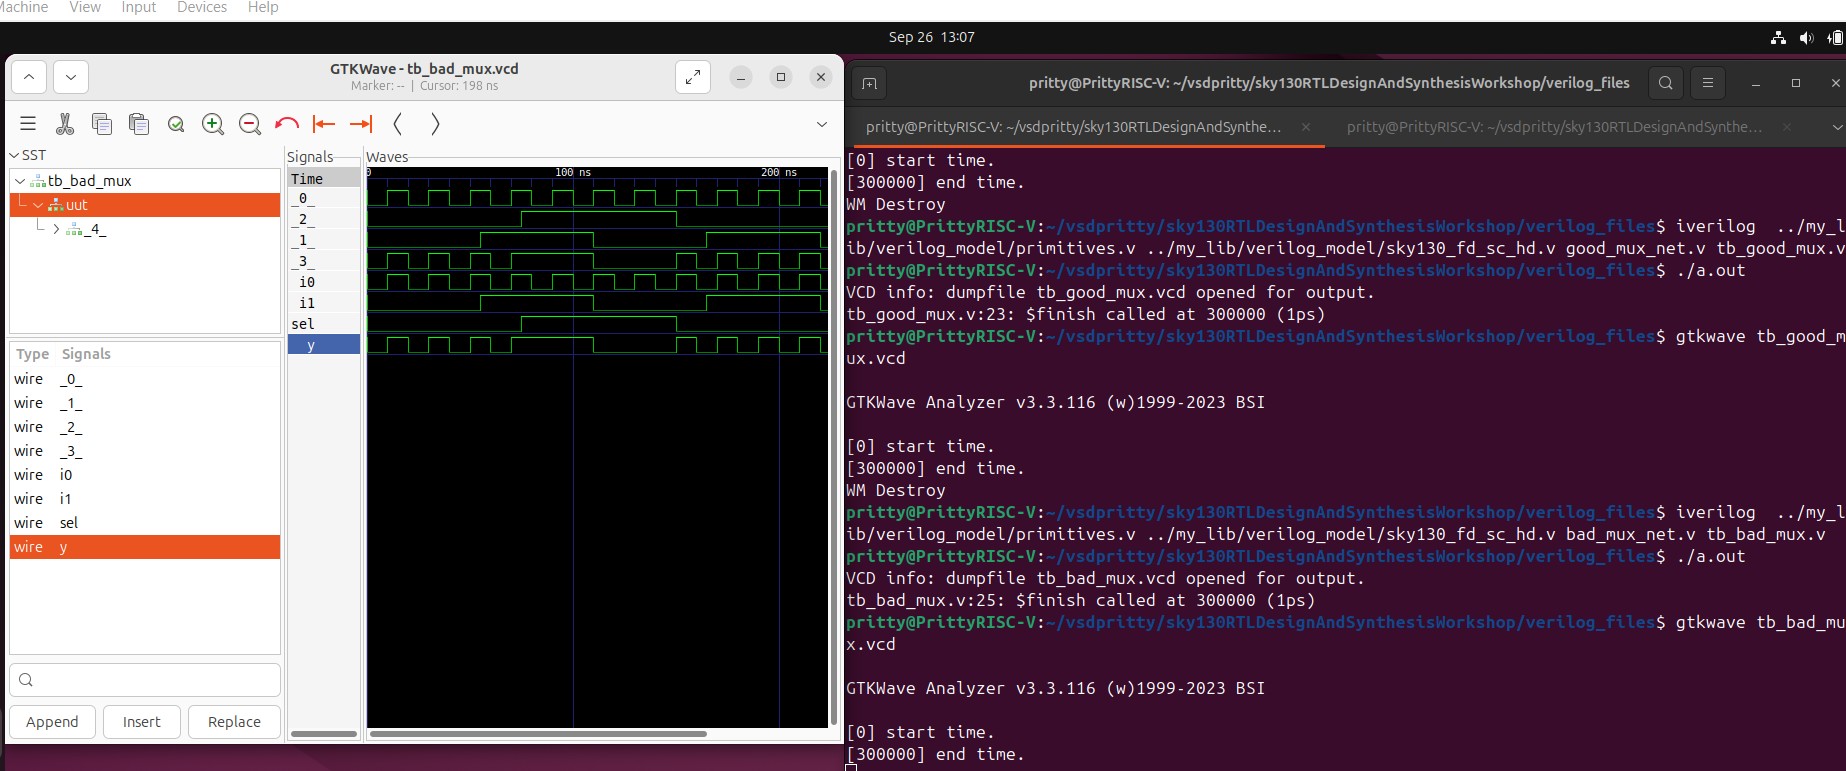 Machine View Input Devices Help
Sep 26 13:07
GTKWave - tb_bad_mux.vcd
Marker: -- | Cursor: 198 ns
SST
tb_bad_mux
uut
_4_
Type Signals
wire _0_
wire _1_
wire _2_
wire _3_
wire i0
wire i1
wire sel
wire y
Append Insert Replace
Signals
Time
_0_
_2_
_1_
_3_
i0
i1
sel
y
Waves
0 100 ns 200 ns
pritty@PrittyRISC-V: ~/vsdpritty/sky130RTLDesignAndSynthesisWorkshop/verilog_files
pritty@PrittyRISC-V: ~/vsdpritty/sky130RTLDesignAndSynthe... pritty@PrittyRISC-V: ~/vsdpritty/sky130RTLDesignAndSynthe...
[0] start time.
[300000] end time.
WM Destroy
pritty@PrittyRISC-V:~/vsdpritty/sky130RTLDesignAndSynthesisWorkshop/verilog_files$ iverilog ../my_l
ib/verilog_model/primitives.v ../my_lib/verilog_model/sky130_fd_sc_hd.v good_mux_net.v tb_good_mux.v
pritty@PrittyRISC-V:~/vsdpritty/sky130RTLDesignAndSynthesisWorkshop/verilog_files$ ./a.out
VCD info: dumpfile tb_good_mux.vcd opened for output.
tb_good_mux.v:23: $finish called at 300000 (1ps)
pritty@PrittyRISC-V:~/vsdpritty/sky130RTLDesignAndSynthesisWorkshop/verilog_files$ gtkwave tb_good_m
ux.vcd
GTKWave Analyzer v3.3.116 (w)1999-2023 BSI
[0] start time.
[300000] end time.
WM Destroy
pritty@PrittyRISC-V:~/vsdpritty/sky130RTLDesignAndSynthesisWorkshop/verilog_files$ iverilog ../my_l
ib/verilog_model/primitives.v ../my_lib/verilog_model/sky130_fd_sc_hd.v bad_mux_net.v tb_bad_mux.v
pritty@PrittyRISC-V:~/vsdpritty/sky130RTLDesignAndSynthesisWorkshop/verilog_files$ ./a.out
VCD info: dumpfile tb_bad_mux.vcd opened for output.
tb_bad_mux.v:25: $finish called at 300000 (1ps)
pritty@PrittyRISC-V:~/vsdpritty/sky130RTLDesignAndSynthesisWorkshop/verilog_files$ gtkwave tb_bad_mu
x.vcd
GTKWave Analyzer v3.3.116 (w)1999-2023 BSI
[0] start time.
[300000] end time.